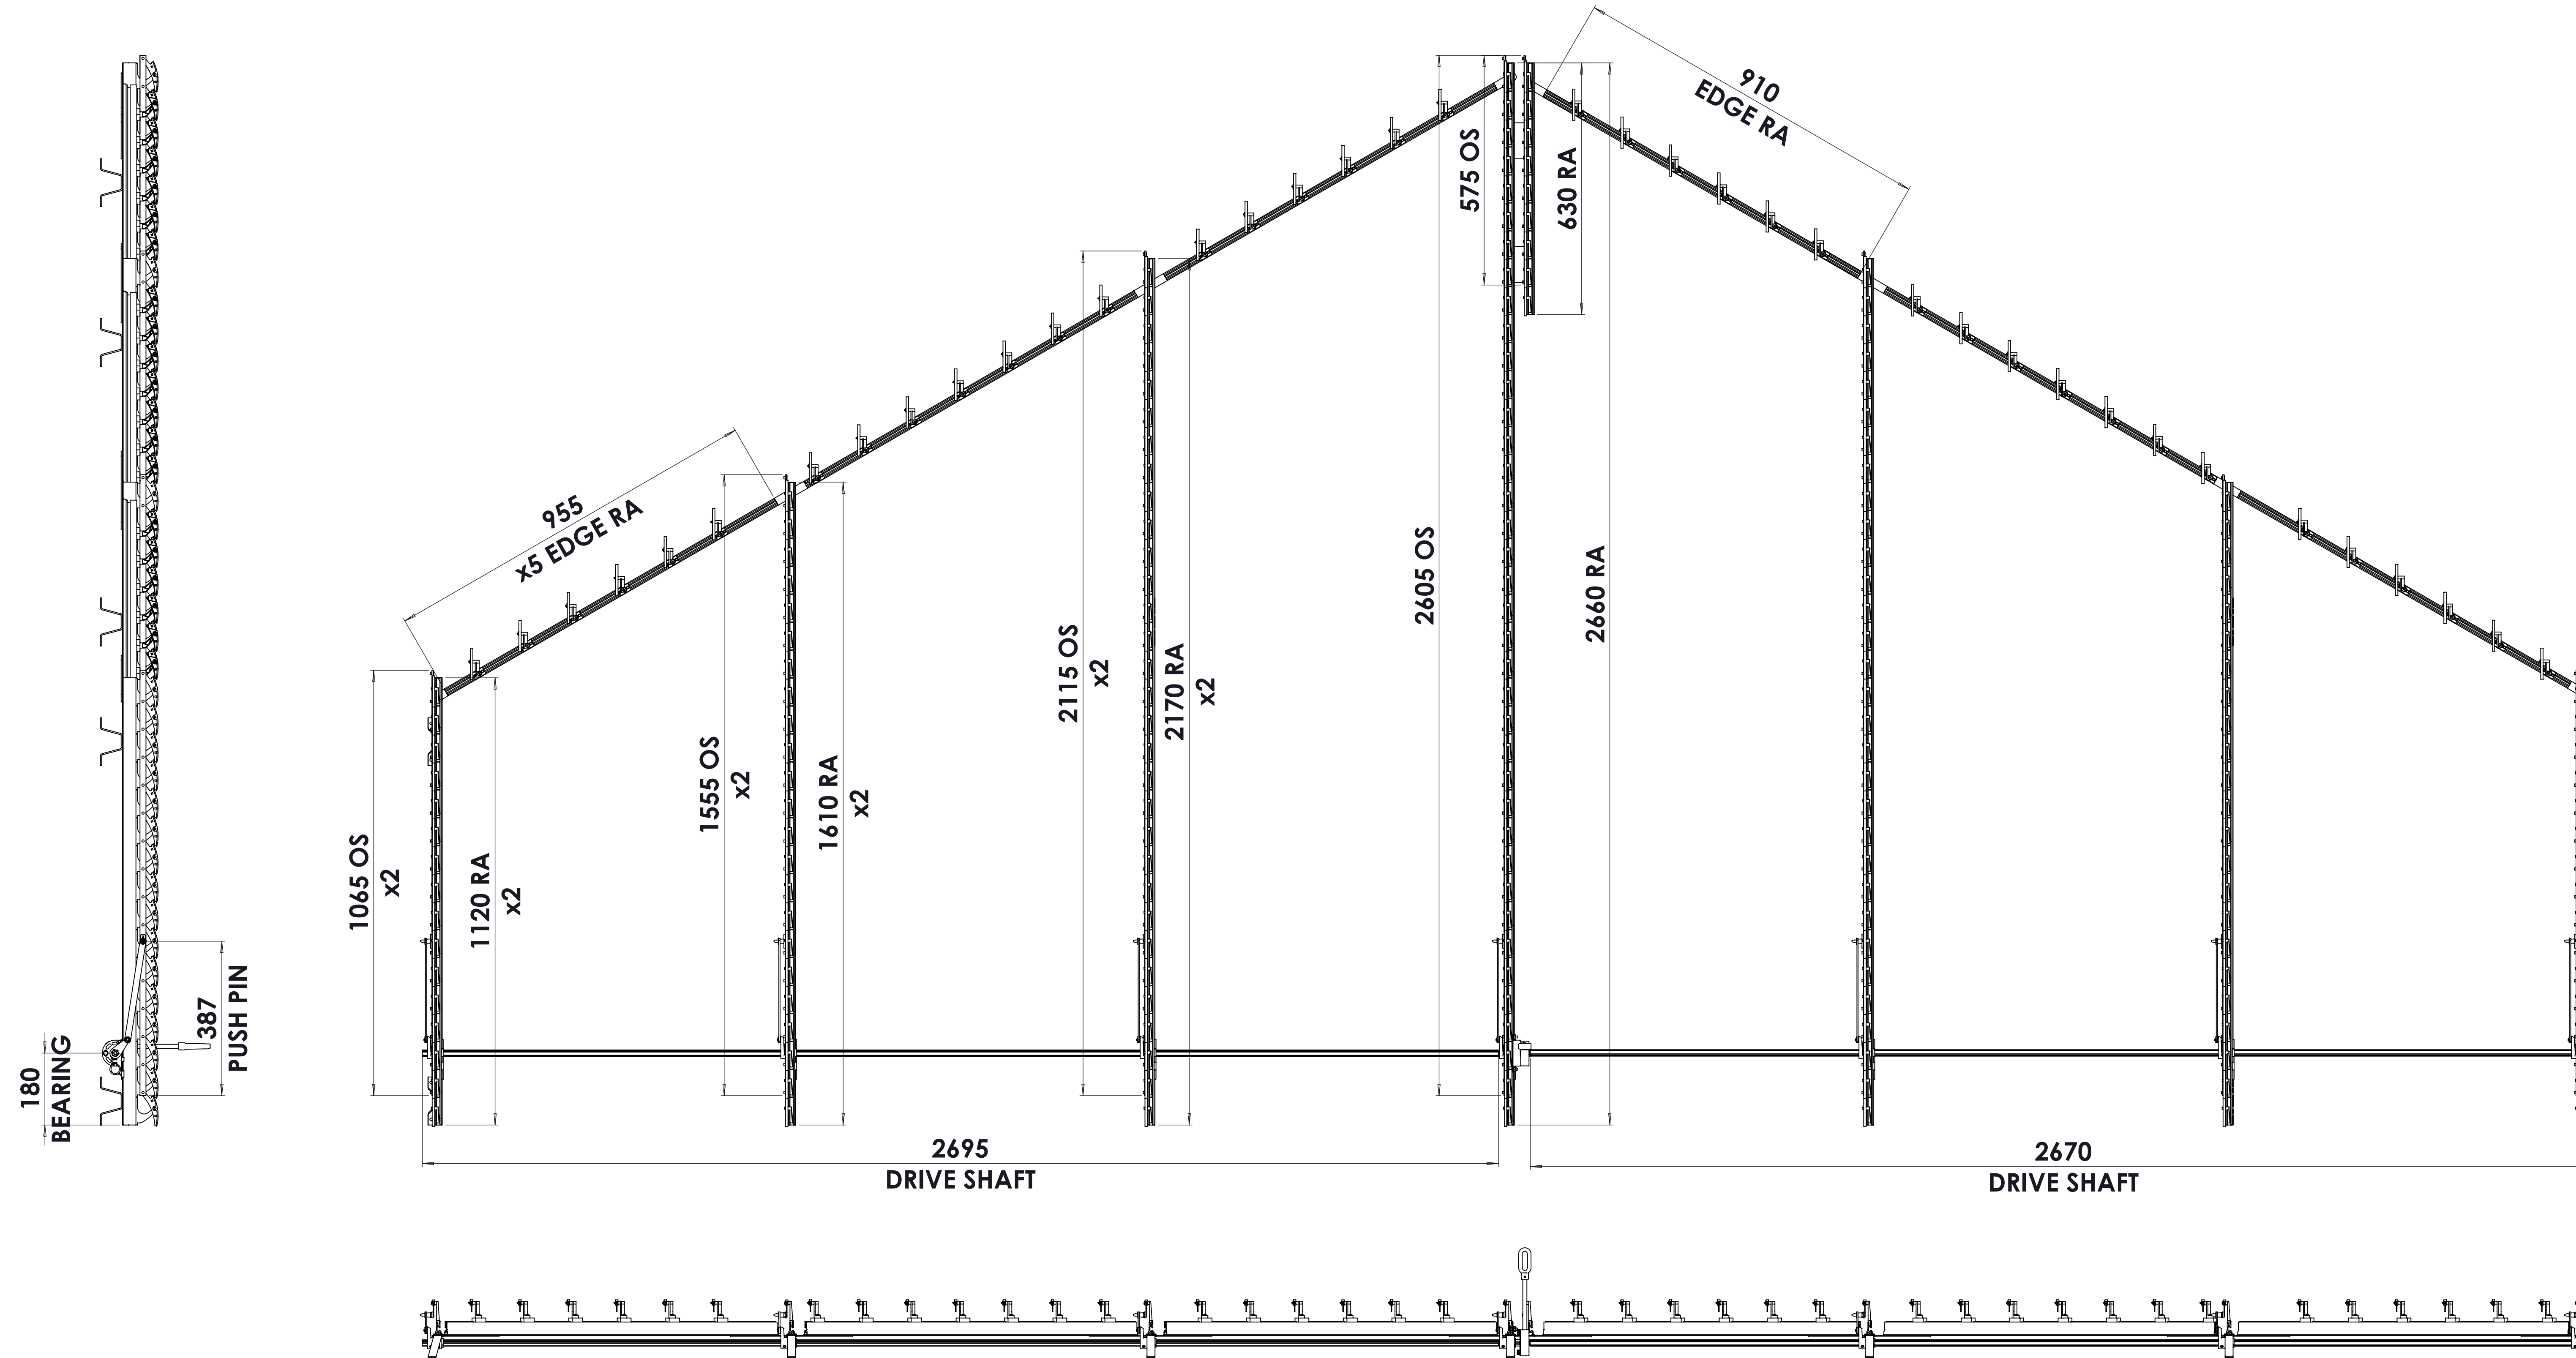 910
EDGE RA
575 OS
630 RA
955
x5 EDGE RA
2605 OS
2660 RA
2115 OS
x2
2170 RA
x2
1555 OS
x2
1610 RA
x2
1065 OS
x2
1120 RA
x2
387
PUSH PIN
180
BEARING
2695
DRIVE SHAFT
2670
DRIVE SHAFT